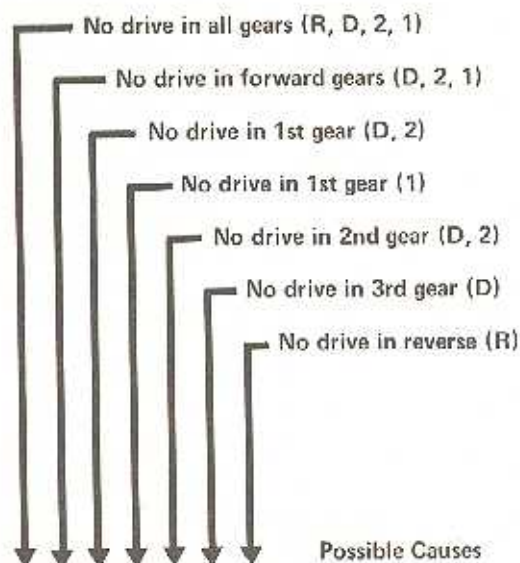 No drive in all gears (R, D, 2, 1)
No drive in forward gears (D, 2, 1)
No drive in 1st gear (D, 2)
No drive in 1st gear (1)
No drive in 2nd gear (D, 2)
No drive in 3rd gear (D)
No drive in reverse (R)
Possible Causes